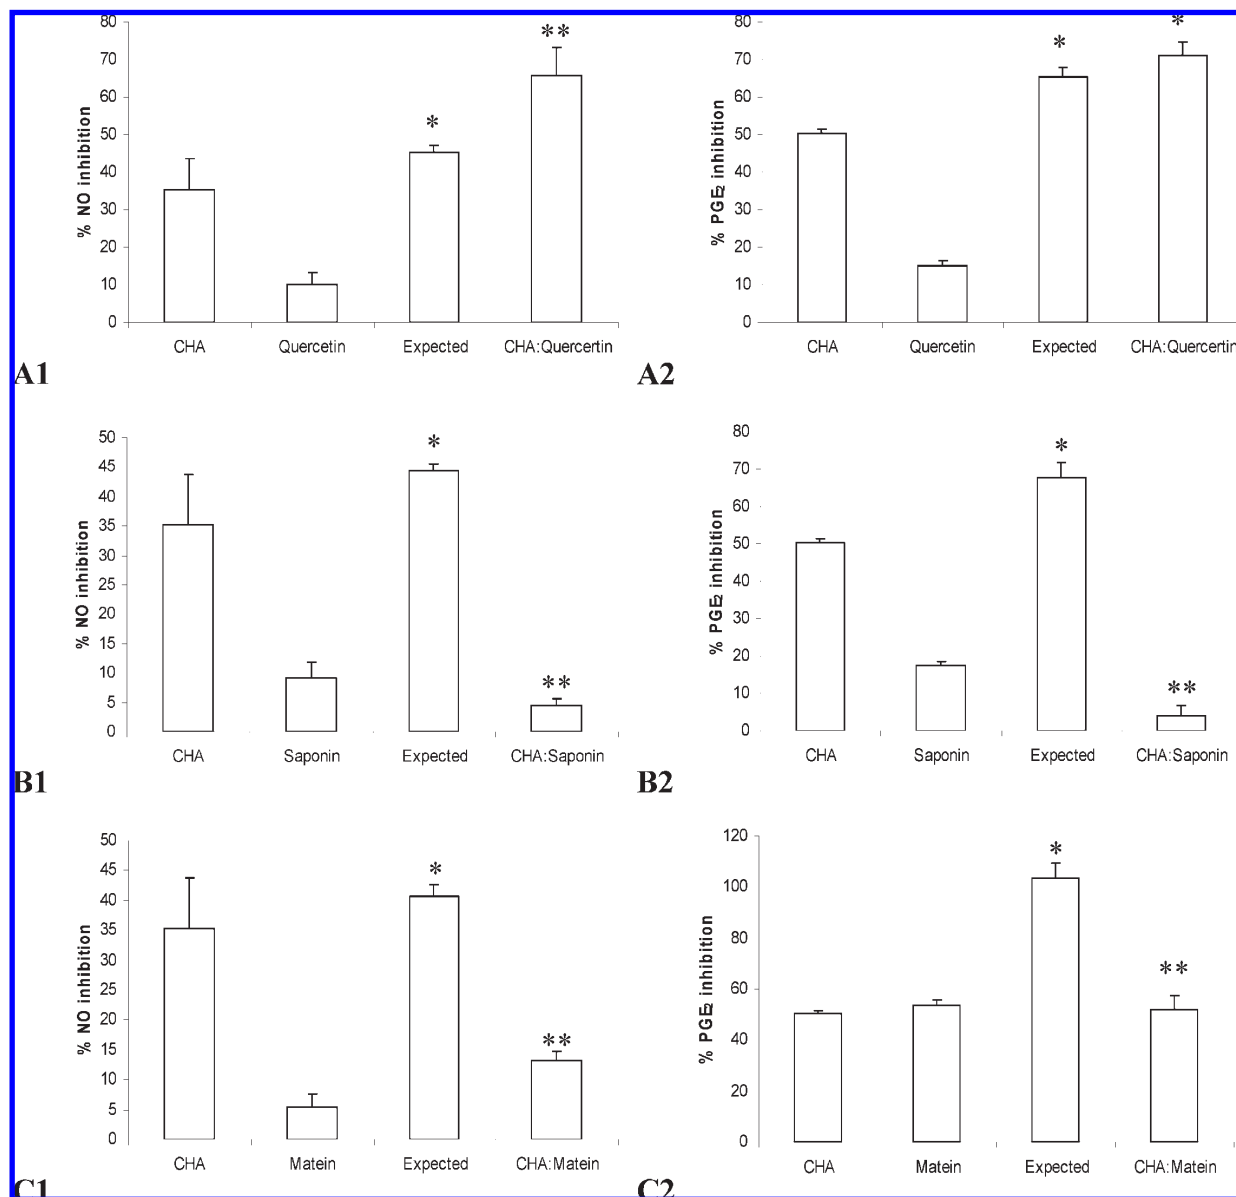 80
70
60
50
40
30
20
10
0
% NO inhibition
*
**
CHA
Quercetin
Expected
CHA:Quercertin
A1
80
70
60
50
40
30
20
10
0
% PGE₂ inhibition
*
*
CHA
Quercetin
Expected
CHA:Quercertin
A2
50
45
40
35
30
25
20
15
10
5
0
% NO inhibition
*
**
CHA
Saponin
Expected
CHA:Saponin
B1
80
70
60
50
40
30
20
10
0
% PGE₂ inhibition
*
**
CHA
Saponin
Expected
CHA:Saponin
B2
50
45
40
35
30
25
20
15
10
5
0
% NO inhibition
*
**
CHA
Matein
Expected
CHA:Matein
C1
120
100
80
60
40
20
0
% PGE₂ inhibition
*
**
CHA
Matein
Expected
CHA:Matein
C2